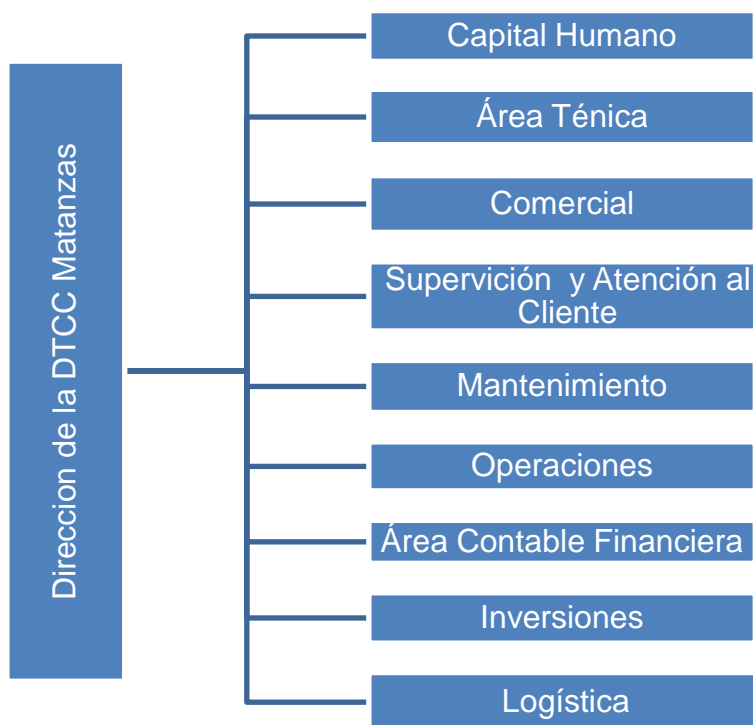 Direccion de la DTCC Matanzas
Capital Humano
Área Ténica
Comercial
Supervición y Atención al
Cliente
Mantenimiento
Operaciones
Área Contable Financiera
Inversiones
Logística